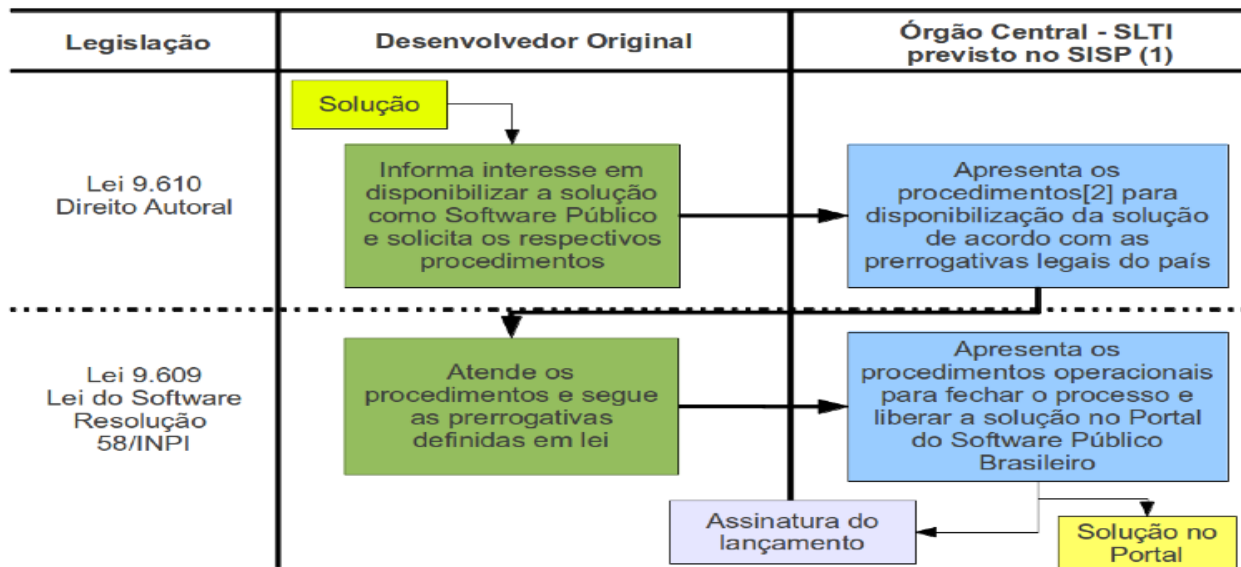 Legislação
Desenvolvedor Original
Órgão Central - SLTI
previsto no SISP (1)
Solução
Lei 9.610
Direito Autoral
Informa interesse em
disponibilizar a solução
como Software Público
e solicita os respectivos
procedimentos
Apresenta os
procedimentos[2] para
disponibilização da solução
de acordo com as
prerrogativas legais do país
Lei 9.609
Lei do Software
Resolução
58/INPI
Atende os
procedimentos e segue
as prerrogativas
definidas em lei
Apresenta os
procedimentos operacionais
para fechar o processo e
liberar a solução no Portal
do Software Público
Brasileiro
Assinatura do
lançamento
Solução no
Portal